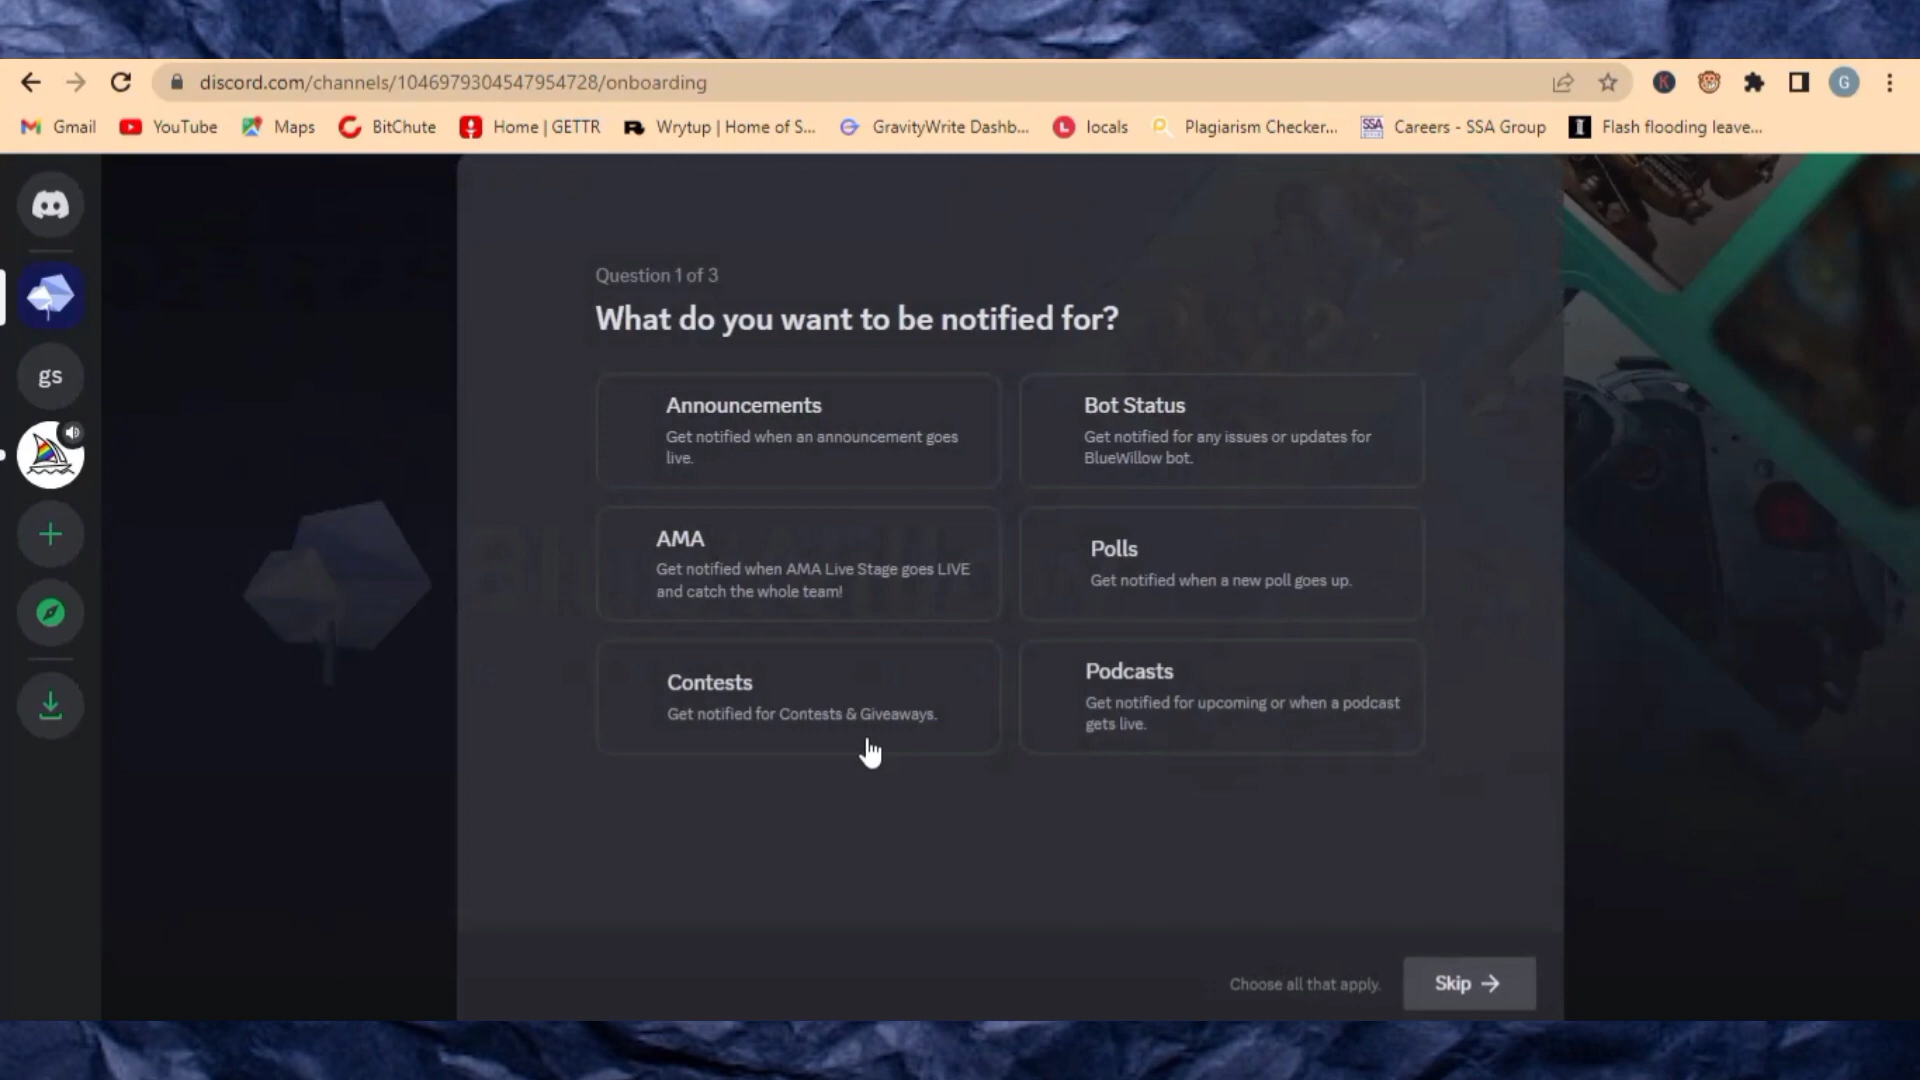 discord.com/channels/1046979304547954728/onboarding
Gmail YouTube Maps BitChute Home | GETTR Wrytup | Home of S... GravityWrite Dashb... locals Plagiarism Checker... SSA Careers - SSA Group Flash flooding leave...
G
gs
Question 1 of 3
What do you want to be notified for?
Announcements
Get notified when an announcement goes
live.
Bot Status
Get notified for any issues or updates for
BlueWillow bot.
AMA
Get notified when AMA Live Stage goes LIVE
and catch the whole team!
Polls
Get notified when a new poll goes up.
Contests
Get notified for Contests & Giveaways.
Podcasts
Get notified for upcoming or when a podcast
gets live.
Choose all that apply.
Skip